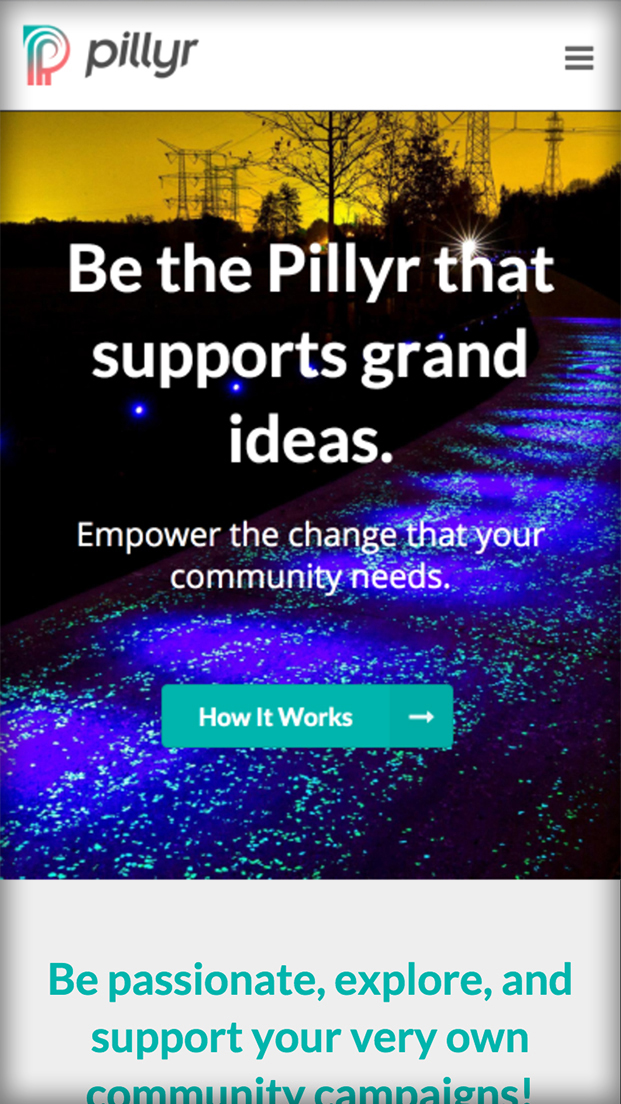 pillyr
Be the Pillyr that
supports grand
ideas.
Empower the change that your
community needs.
How It Works
Be passionate, explore, and
support your very own
community campaigns!